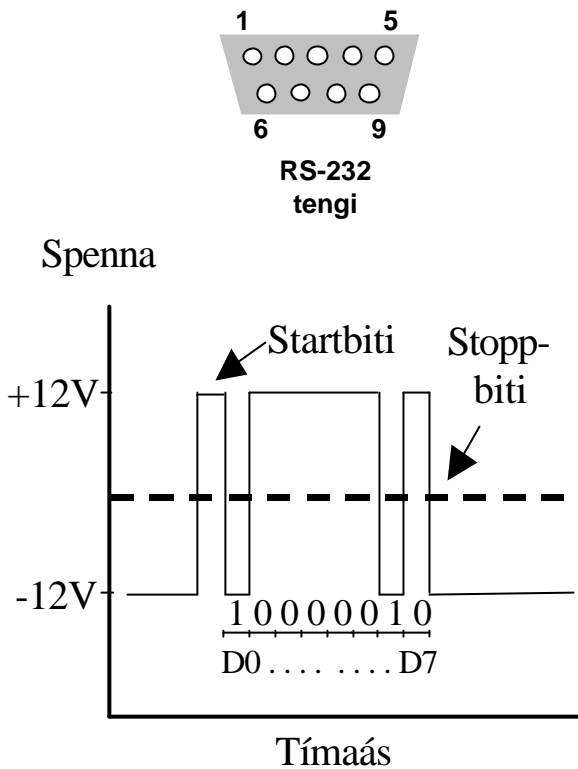 1 5
6 9
RS-232
tengi
Spenna
Startbiti
Stopp-
biti
+12V
-12V
1 0 0 0 0 0 1 0
D0 . . . . . . . . D7
Tímaás